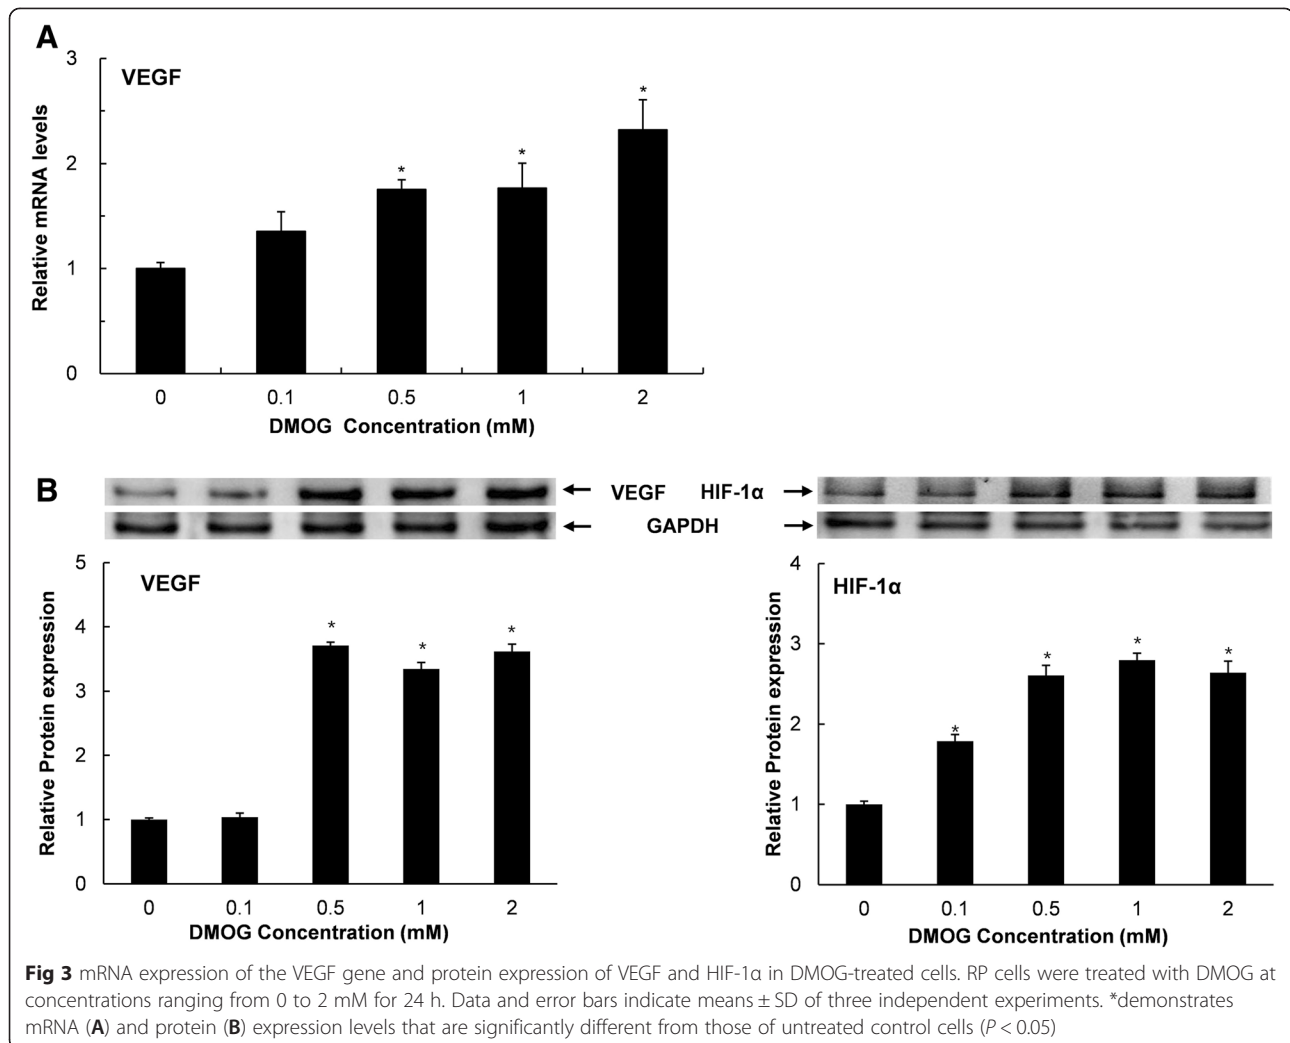 A
VEGF
3
2
1
0
Relative mRNA levels
*
*
*
0 0.1 0.5 1 2
DMOG Concentration (mM)
B
VEGF HIF-1α
GAPDH
VEGF
5
4
3
2
1
0
Relative Protein expression
*
*
*
0 0.1 0.5 1 2
DMOG Concentration (mM)
HIF-1α
4
3
2
1
0
Relative Protein expression
*
*
*
*
0 0.1 0.5 1 2
DMOG Concentration (mM)
Fig 3 mRNA expression of the VEGF gene and protein expression of VEGF and HIF-1α in DMOG-treated cells. RP cells were treated with DMOG at
concentrations ranging from 0 to 2 mM for 24 h. Data and error bars indicate means ± SD of three independent experiments. *demonstrates
mRNA (A) and protein (B) expression levels that are significantly different from those of untreated control cells (P < 0.05)